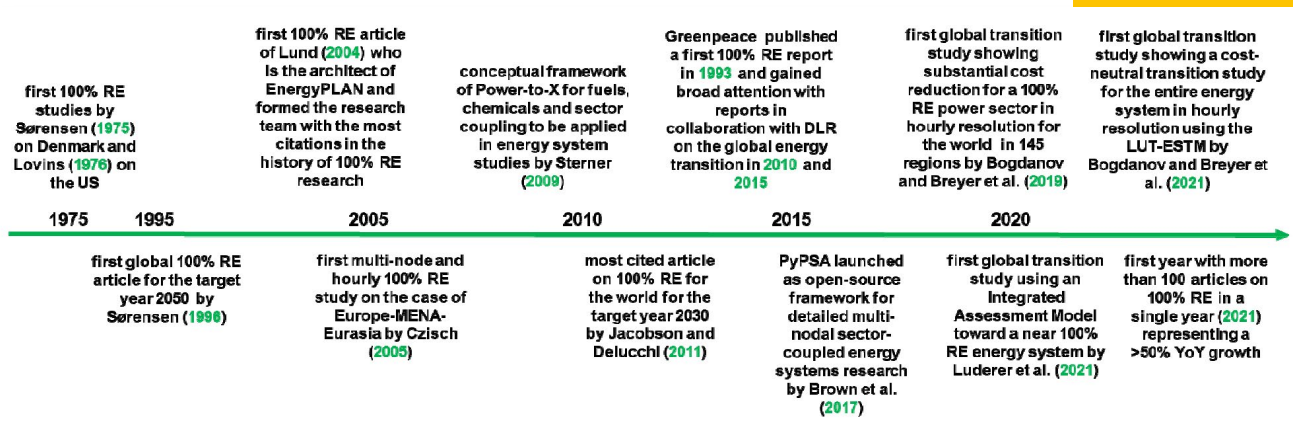 first 100% RE
studies by
Sørensen (1975)
on Denmark and
Lovins (1976) on
the US
first 100% RE article
of Lund (2004) who
is the architect of
EnergyPLAN and
formed the research
team with the most
citations in the
history of 100% RE
research
conceptual framework
of Power-to-X for fuels,
chemicals and sector
coupling to be applied
in energy system
studies by Sterner
(2009)
Greenpeace published
a first 100% RE report
in 1993 and gained
broad attention with
reports in
collaboration with DLR
on the global energy
transition in 2010 and
2015
first global transition
study showing
substantial cost
reduction for a 100%
RE power sector in
hourly resolution for
the world in 145
regions by Bogdanov
and Breyer et al. (2019)
first global transition
study showing a cost-
neutral transition study
for the entire energy
system in hourly
resolution using the
LUT-ESTM by
Bogdanov and Breyer et
al. (2021)
1975 1995 2005 2010 2015 2020
first global 100% RE
article for the target
year 2050 by
Sørensen (1996)
first multi-node and
hourly 100% RE
study on the case of
Europe-MENA-
Eurasia by Czisch
(2005)
most cited article
on 100% RE for
the world for the
target year 2030
by Jacobson and
Delucchi (2011)
PyPSA launched
as open-source
framework for
detailed multi-
nodal sector-
coupled energy
systems research
by Brown et al.
(2017)
first global transition
study using an
Integrated
Assessment Model
toward a near 100%
RE energy system by
Luderer et al. (2021)
first year with more
than 100 articles on
100% RE in a
single year (2021)
representing a
>50% YoY growth